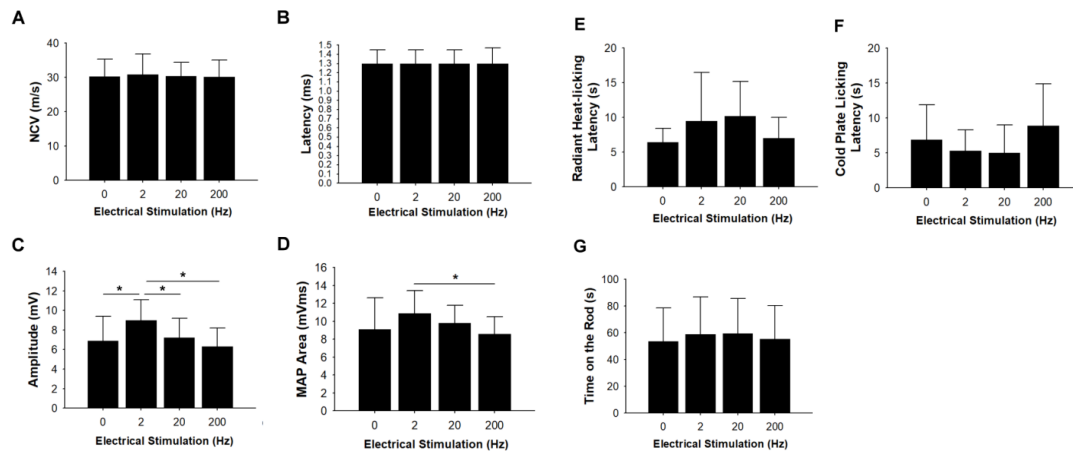 A
NCV (m/s)
40
30
20
10
0
0 2 20 200
Electrical Stimulation (Hz)
B
Latency (ms)
1.5
1.4
1.3
1.2
1.1
1.0
0.9
0.8
0.7
0.6
0.5
0.4
0.3
0.2
0.1
0.0
0 2 20 200
Electrical Stimulation (Hz)
E
Radiant Heat-licking
Latency (s)
20
15
10
5
0
0 2 20 200
Electrical Stimulation (Hz)
F
Cold Plate Licking
Latency (s)
20
15
10
5
0
0 2 20 200
Electrical Stimulation (Hz)
C
Amplitude (mV)
14
12
10
8
6
4
2
0
* * *
0 2 20 200
Electrical Stimulation (Hz)
D
MAP Area (mVms)
16
14
12
10
8
6
4
2
0
*
0 2 20 200
Electrical Stimulation (Hz)
G
Time on the Rod (s)
100
80
60
40
20
0
0 2 20 200
Electrical Stimulation (Hz)